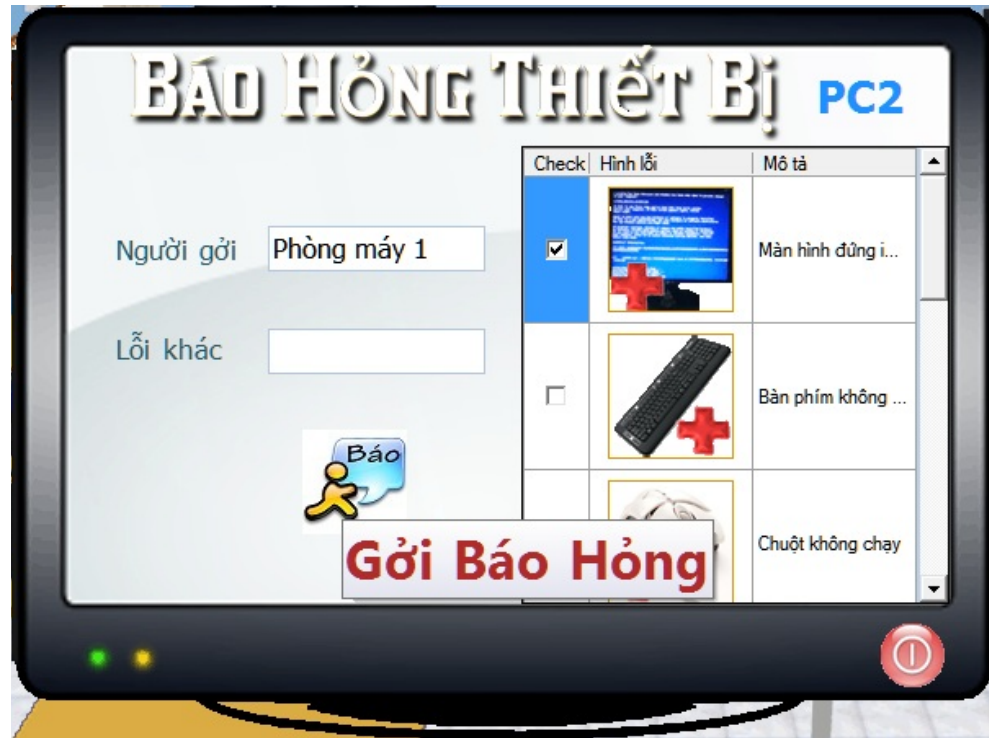 BÁO HỎNG THIẾT BỊ PC2
Check Hình lỗi Mô tả
Người gởi Phòng máy 1
Màn hình đứng i...
Lỗi khác
Bàn phím không ...
Báo
Chuột không chạy
Gởi Báo Hỏng